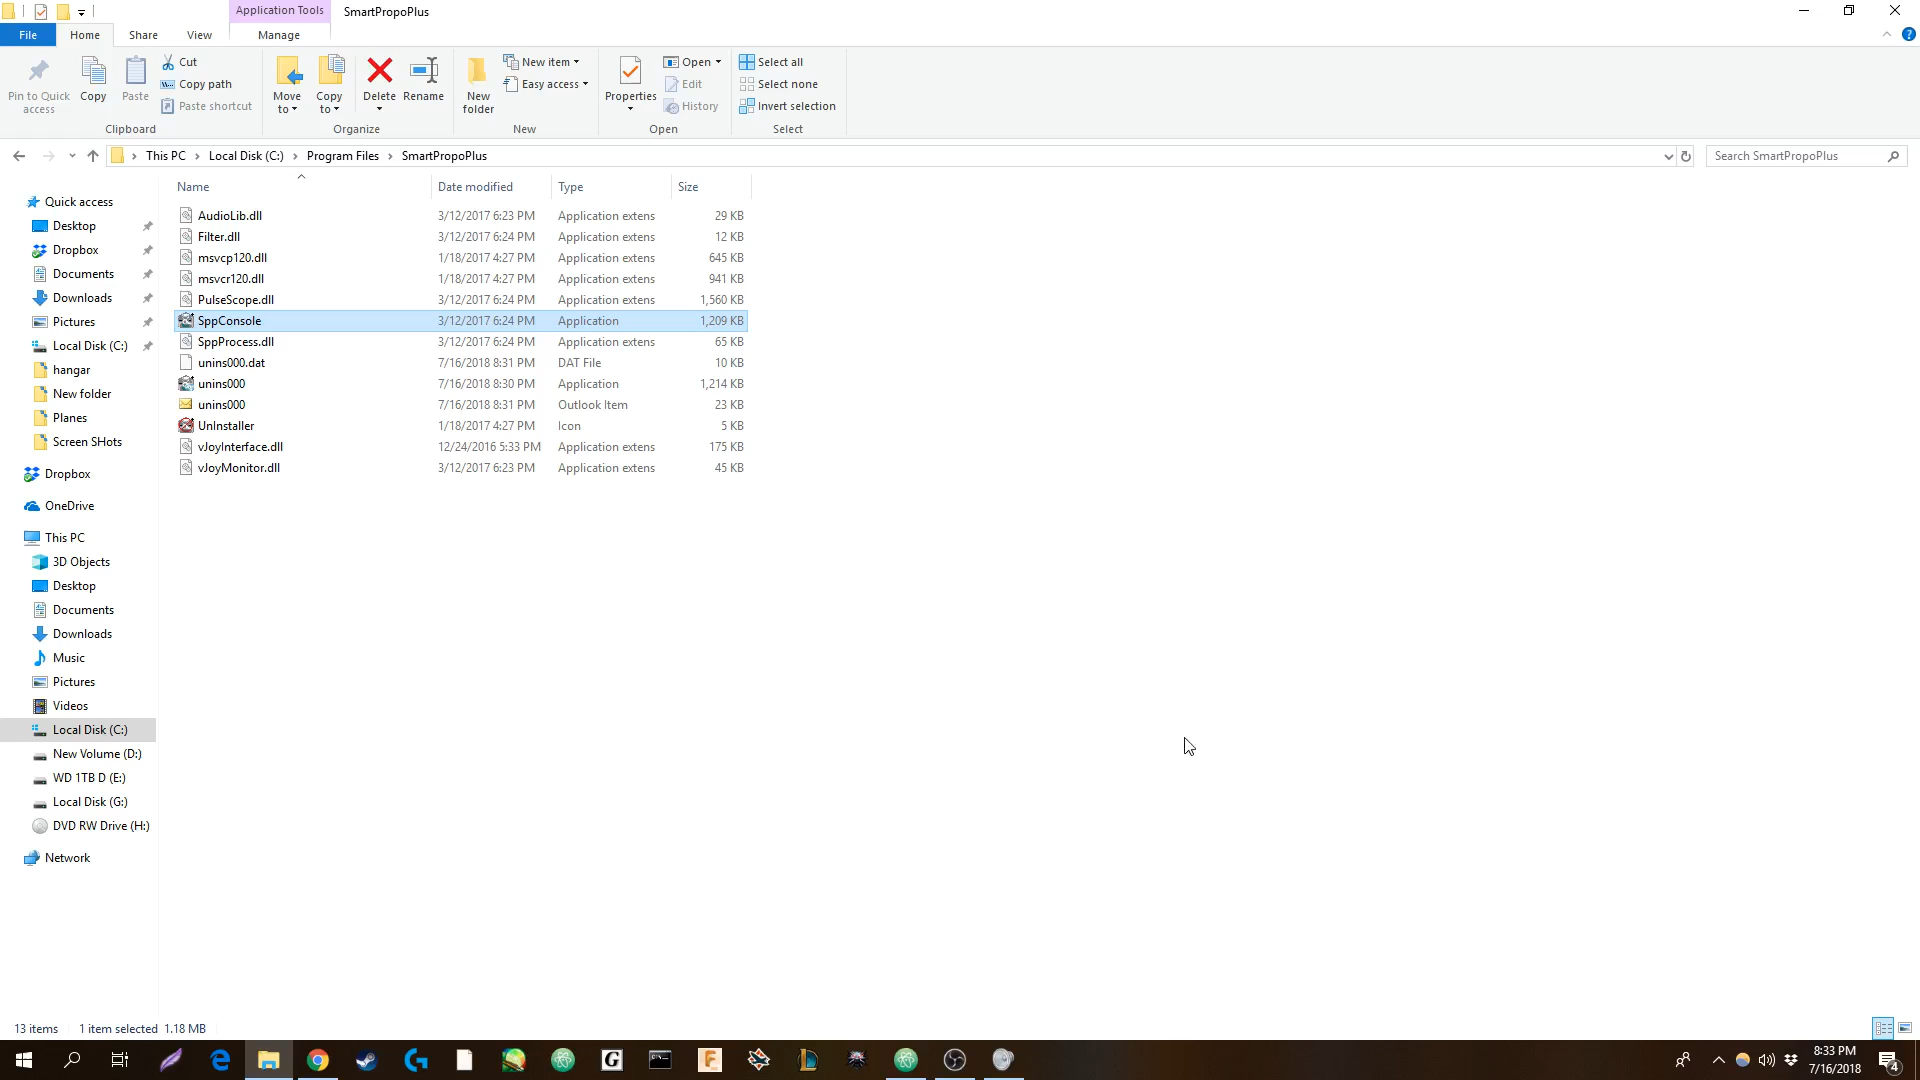 Application Tools
SmartPropoPlus
File
Home
Share
View
Manage
Pin to Quick access
Copy
Paste
Cut
Copy path
Paste shortcut
Clipboard
Move to
Copy to
Delete
Rename
Organize
New folder
New item
Easy access
New
Properties
Open
Edit
History
Open
Select all
Select none
Invert selection
Select
This PC > Local Disk (C:) > Program Files > SmartPropoPlus
Search SmartPropoPlus
Name Date modified Type Size
AudioLib.dll 3/12/2017 6:23 PM Application extens 29 KB
Filter.dll 3/12/2017 6:24 PM Application extens 12 KB
msvcp120.dll 1/18/2017 4:27 PM Application extens 645 KB
msvcr120.dll 1/18/2017 4:27 PM Application extens 941 KB
PulseScope.dll 3/12/2017 6:24 PM Application extens 1,560 KB
SppConsole 3/12/2017 6:24 PM Application 1,209 KB
SppProcess.dll 3/12/2017 6:24 PM Application extens 65 KB
unins000.dat 7/16/2018 8:31 PM DAT File 10 KB
unins000 7/16/2018 8:30 PM Application 1,214 KB
unins000 7/16/2018 8:31 PM Outlook Item 23 KB
UnInstaller 1/18/2017 4:27 PM Icon 5 KB
vJoyInterface.dll 12/24/2016 5:33 PM Application extens 175 KB
vJoyMonitor.dll 3/12/2017 6:23 PM Application extens 45 KB
Quick access
Desktop
Dropbox
Documents
Downloads
Pictures
Local Disk (C:)
hangar
New folder
Planes
Screen SHots
Dropbox
OneDrive
This PC
3D Objects
Desktop
Documents
Downloads
Music
Pictures
Videos
Local Disk (C:)
New Volume (D:)
WD 1TB D (E:)
Local Disk (G:)
DVD RW Drive (H:)
Network
13 items 1 item selected 1.18 MB
8:33 PM
7/16/2018
4